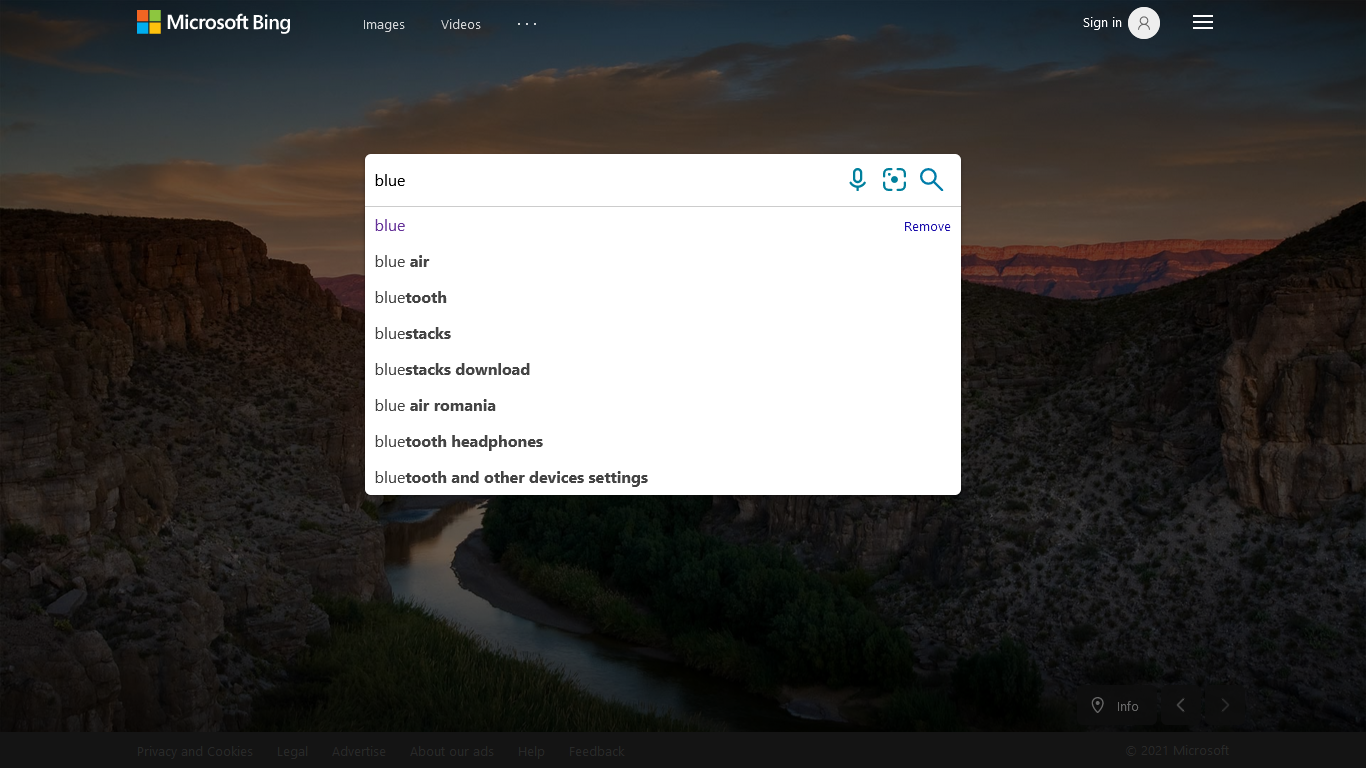 Microsoft Bing
Images
Videos
...
Sign in
blue
blue
Remove
blue air
bluetooth
bluestacks
bluestacks download
blue air romania
bluetooth headphones
bluetooth and other devices settings
Info
Privacy and Cookies
Legal
Advertise
About our ads
Help
Feedback
© 2021 Microsoft